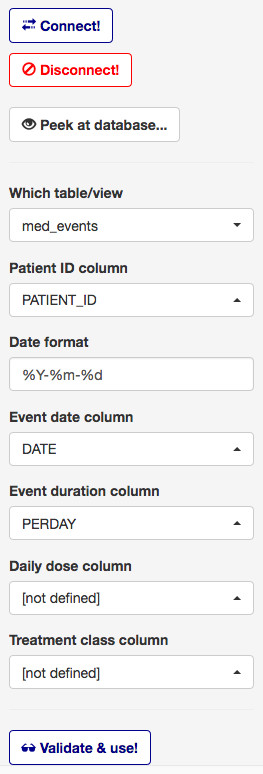 Connect!
Disconnect!
Peek at database...
Which table/view
med_events
Patient ID column
PATIENT_ID
Date format
%Y-%m-%d
Event date column
DATE
Event duration column
PERDAY
Daily dose column
[not defined]
Treatment class column
[not defined]
Validate & use!